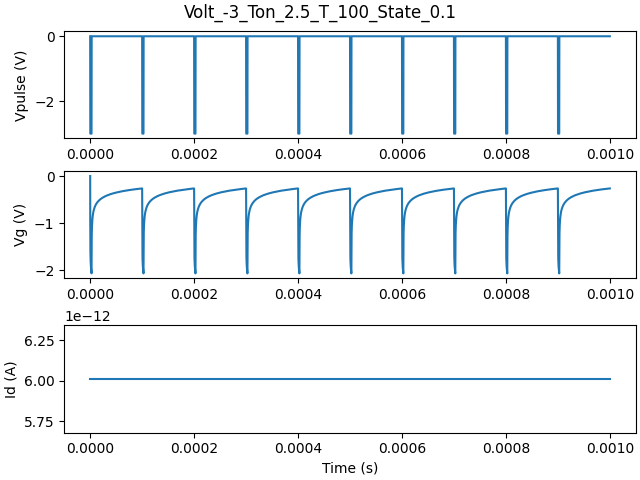 Volt_-3_Ton_2.5_T_100_State_0.1
Vpulse (V)
0
−2
0.0000 0.0002 0.0004 0.0006 0.0008 0.0010
Vg (V)
0
−1
−2
0.0000 0.0002 0.0004 0.0006 0.0008 0.0010
1e−12
Id (A)
6.25
6.00
5.75
0.0000 0.0002 0.0004 0.0006 0.0008 0.0010
Time (s)